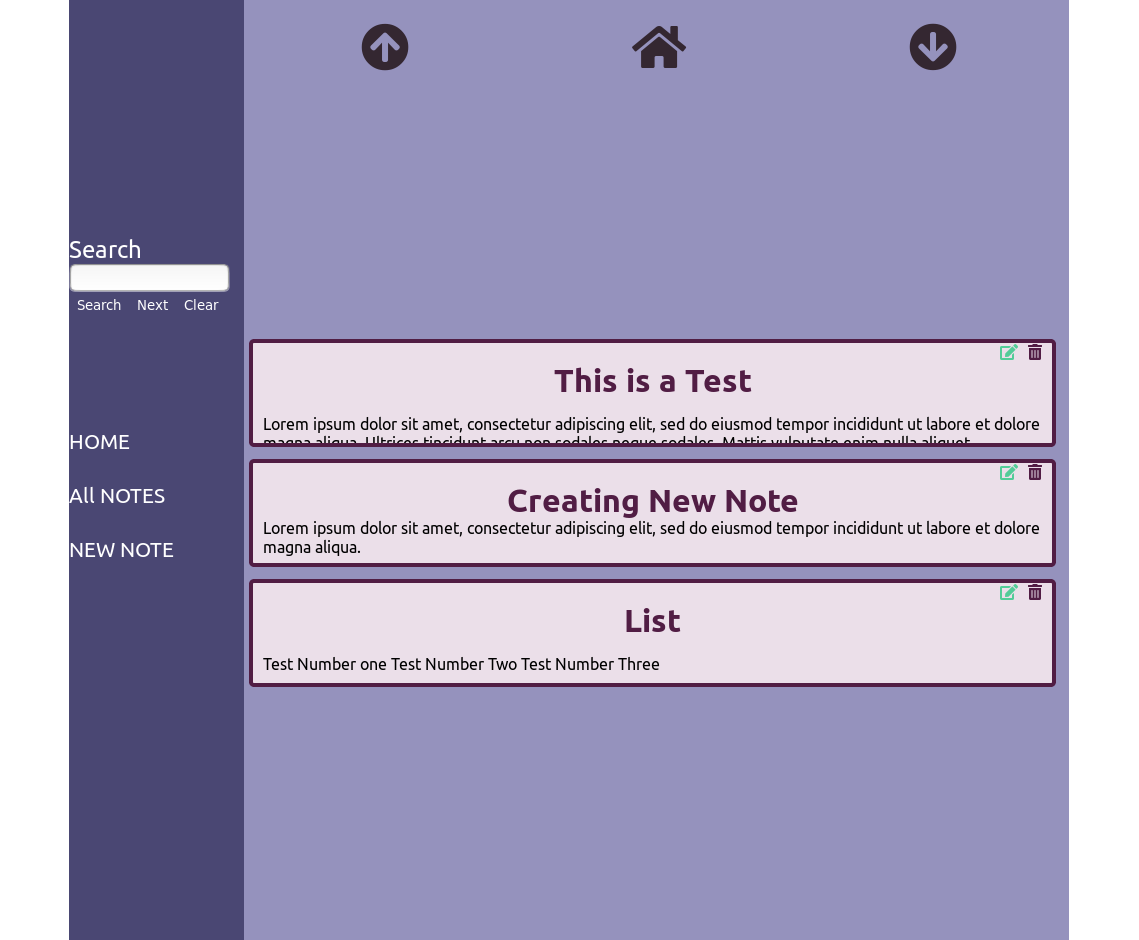 Search
Search Next Clear
HOME
All NOTES
NEW NOTE
This is a Test
Lorem ipsum dolor sit amet, consectetur adipiscing elit, sed do eiusmod tempor incididunt ut labore et dolore
magna aliqua. Ultrices tincidunt arcu non sodales neque sodales. Mattis vulputate enim nulla aliquet
Creating New Note
Lorem ipsum dolor sit amet, consectetur adipiscing elit, sed do eiusmod tempor incididunt ut labore et dolore
magna aliqua.
List
Test Number one Test Number Two Test Number Three